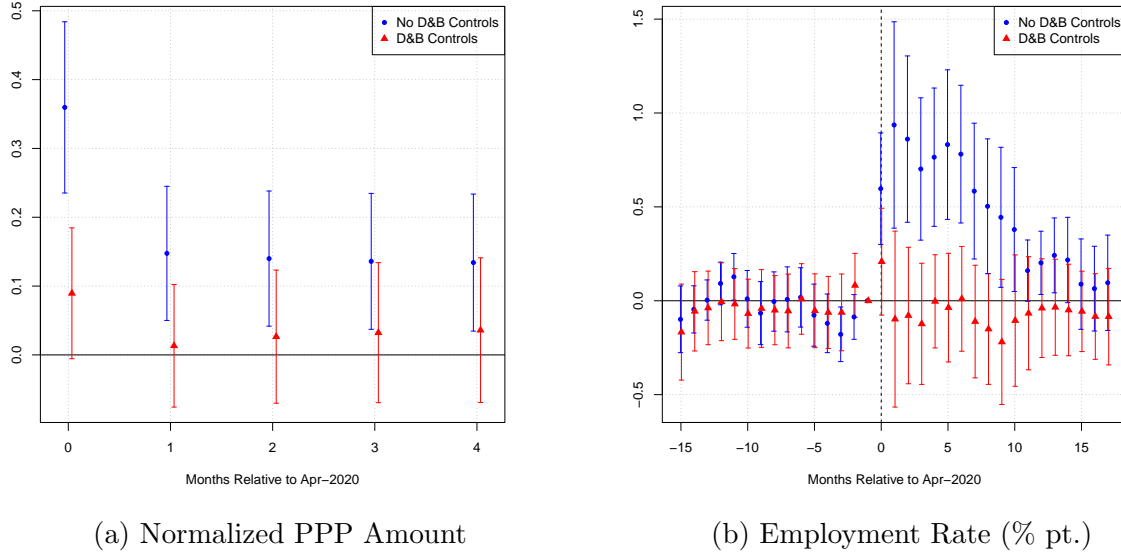 0.5
0.4
0.3
0.2
0.1
0.0
No D&B Controls
D&B Controls
0
1
2
3
4
Months Relative to Apr−2020
(a) Normalized PPP Amount
1.5
1.0
0.5
0.0
−0.5
No D&B Controls
D&B Controls
−15
−10
−5
0
5
10
15
Months Relative to Apr−2020
(b) Employment Rate (% pt.)